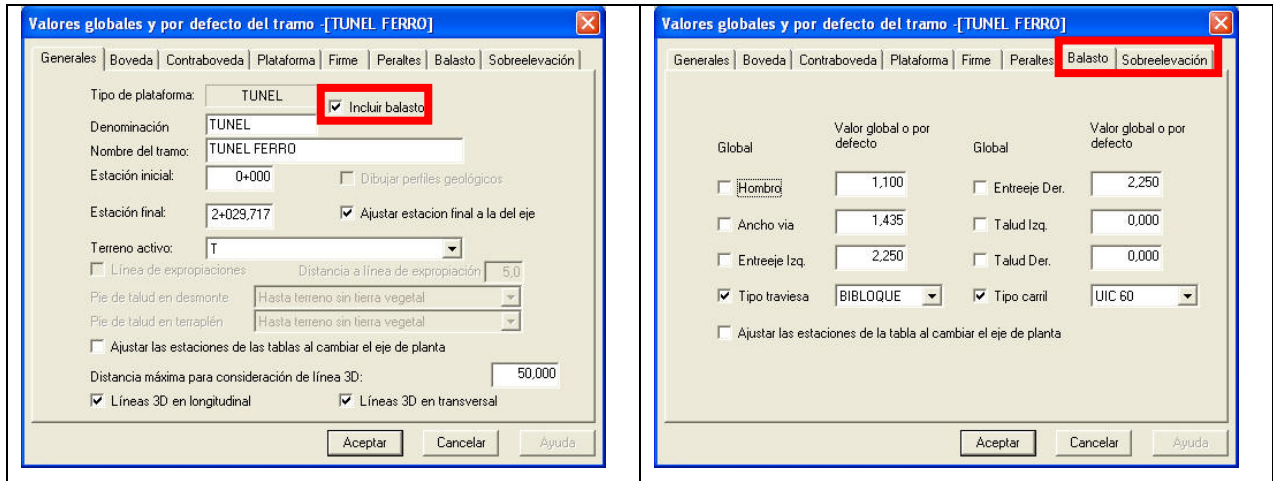 Valores globales y por defecto del tramo -[TUNEL FERRO]
Generales Boveda Contraboveda Plataforma Firme Peraltes Balasto Sobreelevación
Tipo de plataforma: TUNEL Incluir balasto
Denominación TUNEL
Nombre del tramo: TUNEL FERRO
Estación inicial: 0+000 Dibujar perfiles geológicos
Estación final: 2+029,717 Ajustar estacion final a la del eje
Terreno activo: T
Línea de expropiaciones Distancia a línea de expropiación 5,0
Pie de talud en desmonte Hasta terreno sin tierra vegetal
Pie de talud en terraplén Hasta terreno sin tierra vegetal
Ajustar las estaciones de las tablas al cambiar el eje de planta
Distancia máxima para consideración de línea 3D: 50,000
Líneas 3D en longitudinal Líneas 3D en transversal
Aceptar Cancelar Ayuda
Valores globales y por defecto del tramo -[TUNEL FERRO]
Generales Boveda Contraboveda Plataforma Firme Peraltes Balasto Sobreelevación
Global Valor global o por defecto Global Valor global o por defecto
Hombro 1,100 Entreeje Der. 2,250
Ancho via 1,435 Talud Izq. 0,000
Entreeje Izq. 2,250 Talud Der. 0,000
Tipo traviesa BIBLOQUE Tipo carril UIC 60
Ajustar las estaciones de la tabla al cambiar el eje de planta
Aceptar Cancelar Ayuda